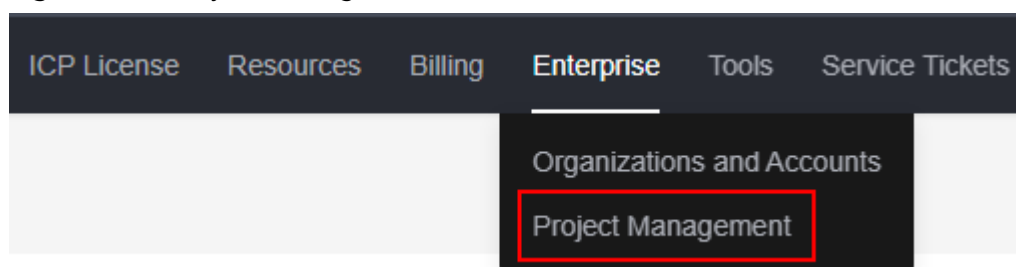 ICP License Resources Billing Enterprise Tools Service Tickets
Organizations and Accounts
Project Management